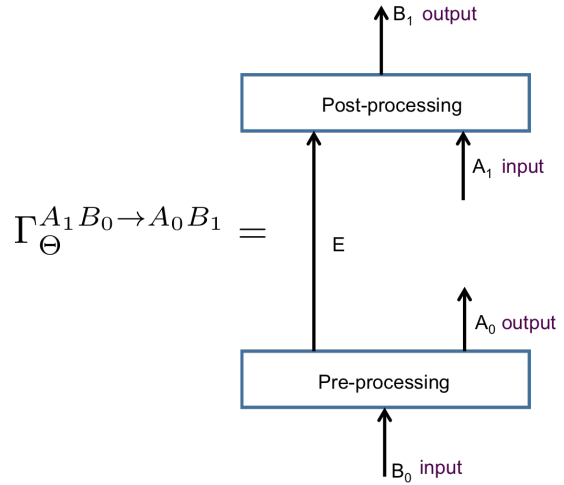 B₁ output
Post-processing
A₁ input
Γ_Θ^{A₁B₀→A₀B₁} =
E
A₀ output
Pre-processing
B₀ input